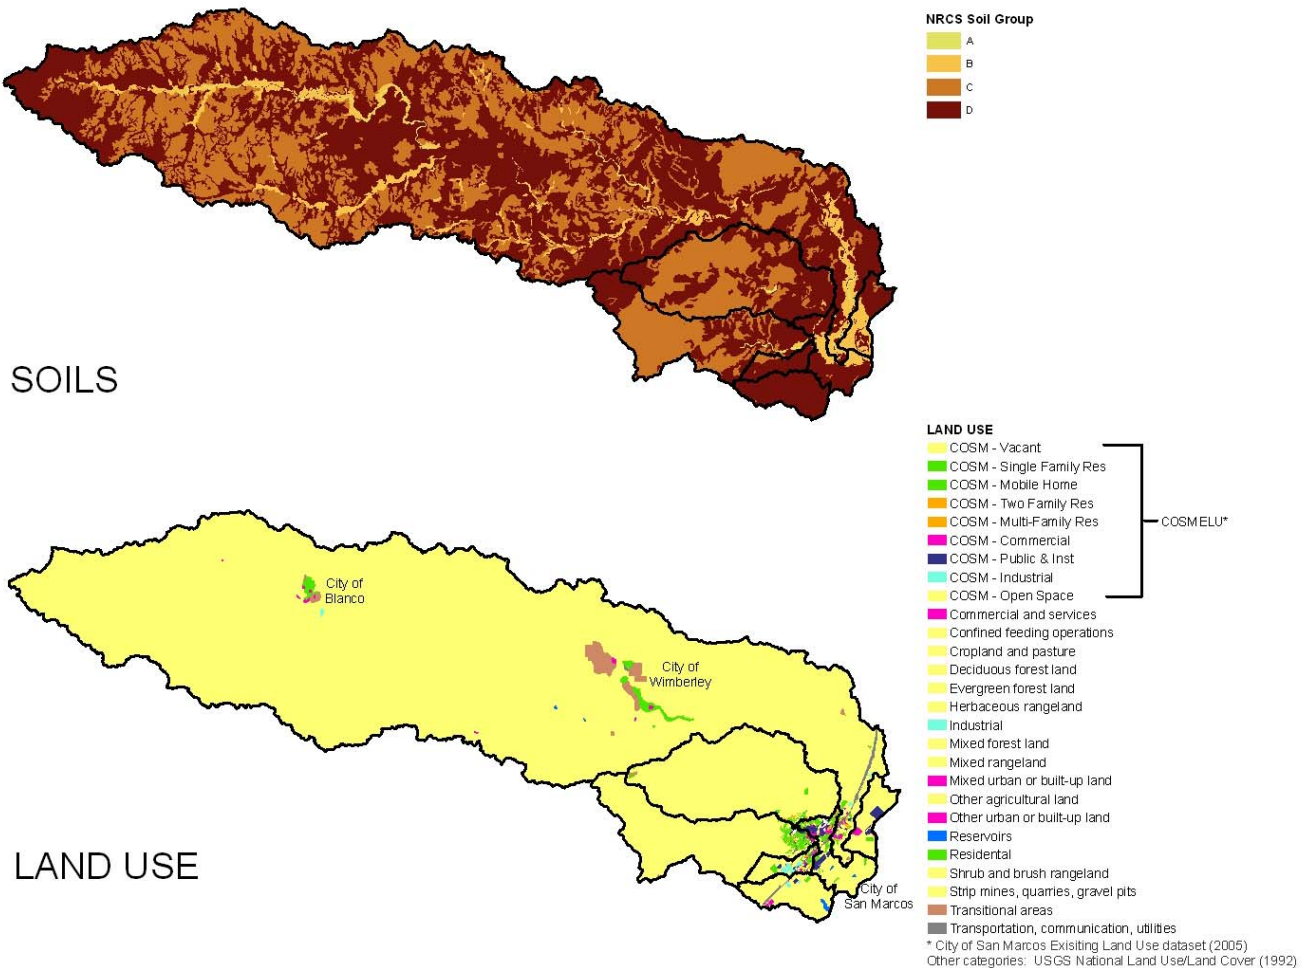 NRCS Soil Group
A
B
C
D
SOILS
LAND USE
COSM - Vacant
COSM - Single Family Res
COSM - Mobile Home
COSM - Two Family Res
COSM - Multi-Family Res
COSM - Commercial
COSM - Public & Inst
COSM - Industrial
COSM - Open Space
COSMELU*
Commercial and services
Confined feeding operations
Cropland and pasture
Deciduous forest land
Evergreen forest land
Herbaceous rangeland
Industrial
Mixed forest land
Mixed rangeland
Mixed urban or built-up land
Other agricultural land
Other urban or built-up land
Reservoirs
Residental
Shrub and brush rangeland
Strip mines, quarries, gravel pits
Transitional areas
Transportation, communication, utilities
* City of San Marcos Exisiting Land Use dataset (2005)
Other categories: USGS National Land Use/Land Cover (1992)
City of
Blanco
City of
Wimberley
City of
San Marcos
LAND USE